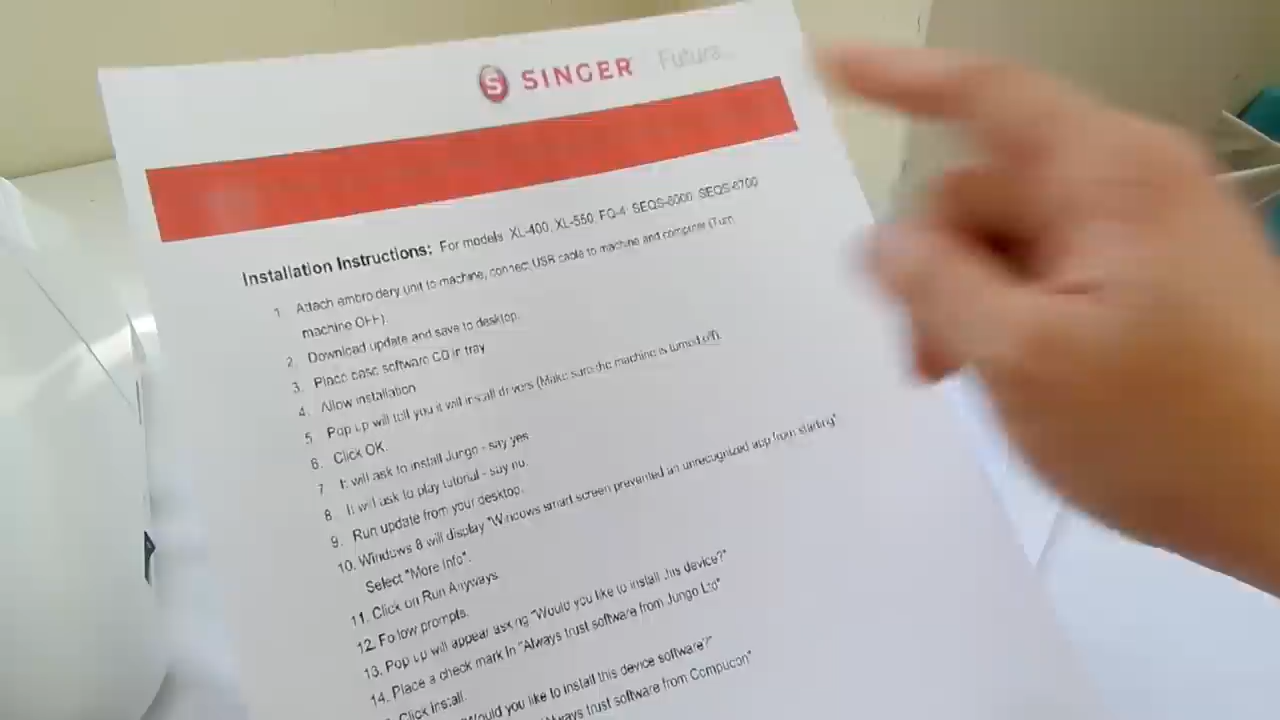 S SINGER Futura
Installation Instructions: For models XL-400, XL-550, FQ-4, SEQS-6000, SEQS-6700
1. Attach embroidery unit to machine, connect USB cable to machine and computer (Turn
machine OFF).
2. Download update and save to desktop.
3. Place base software CD in tray
4. Allow installation
5. Pop up will tell you it will install drivers (Make sure the machine is turned off).
6. Click OK.
7. It will ask to install Jungo - say yes
8. It will ask to play tutorial - say no.
9. Run update from your desktop.
10. Windows 8 will display "Windows smart screen prevented an unrecognized app from starting"
Select "More Info".
11. Click on Run Anyways
12. Follow prompts.
13. Pop up will appear asking "Would you like to install this device?"
14. Place a check mark in "Always trust software from Jungo Ltd"
Click install.
Would you like to install this device software?"
Always trust software from Compucon"